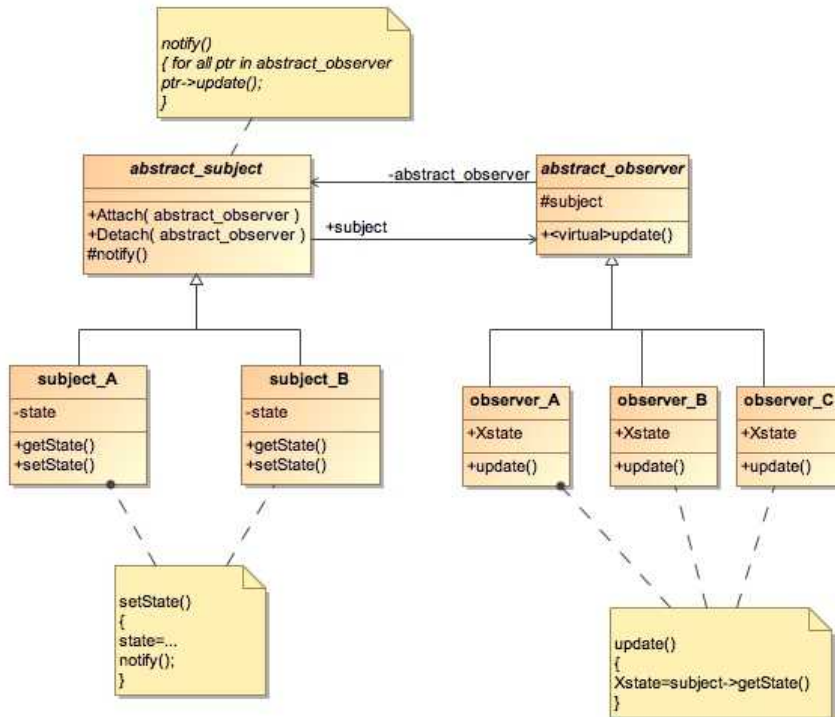 notify()
{ for all ptr in abstract_observer
ptr->update();
}
abstract_subject
+Attach( abstract_observer )
+Detach( abstract_observer )
#notify()
-abstract_observer
+subject
abstract_observer
#subject
+<virtual>update()
subject_A
-state
+getState()
+setState()
subject_B
-state
+getState()
+setState()
observer_A
+Xstate
+update()
observer_B
+Xstate
+update()
observer_C
+Xstate
+update()
setState()
{
state=...
notify();
}
update()
{
Xstate=subject->getState()
}